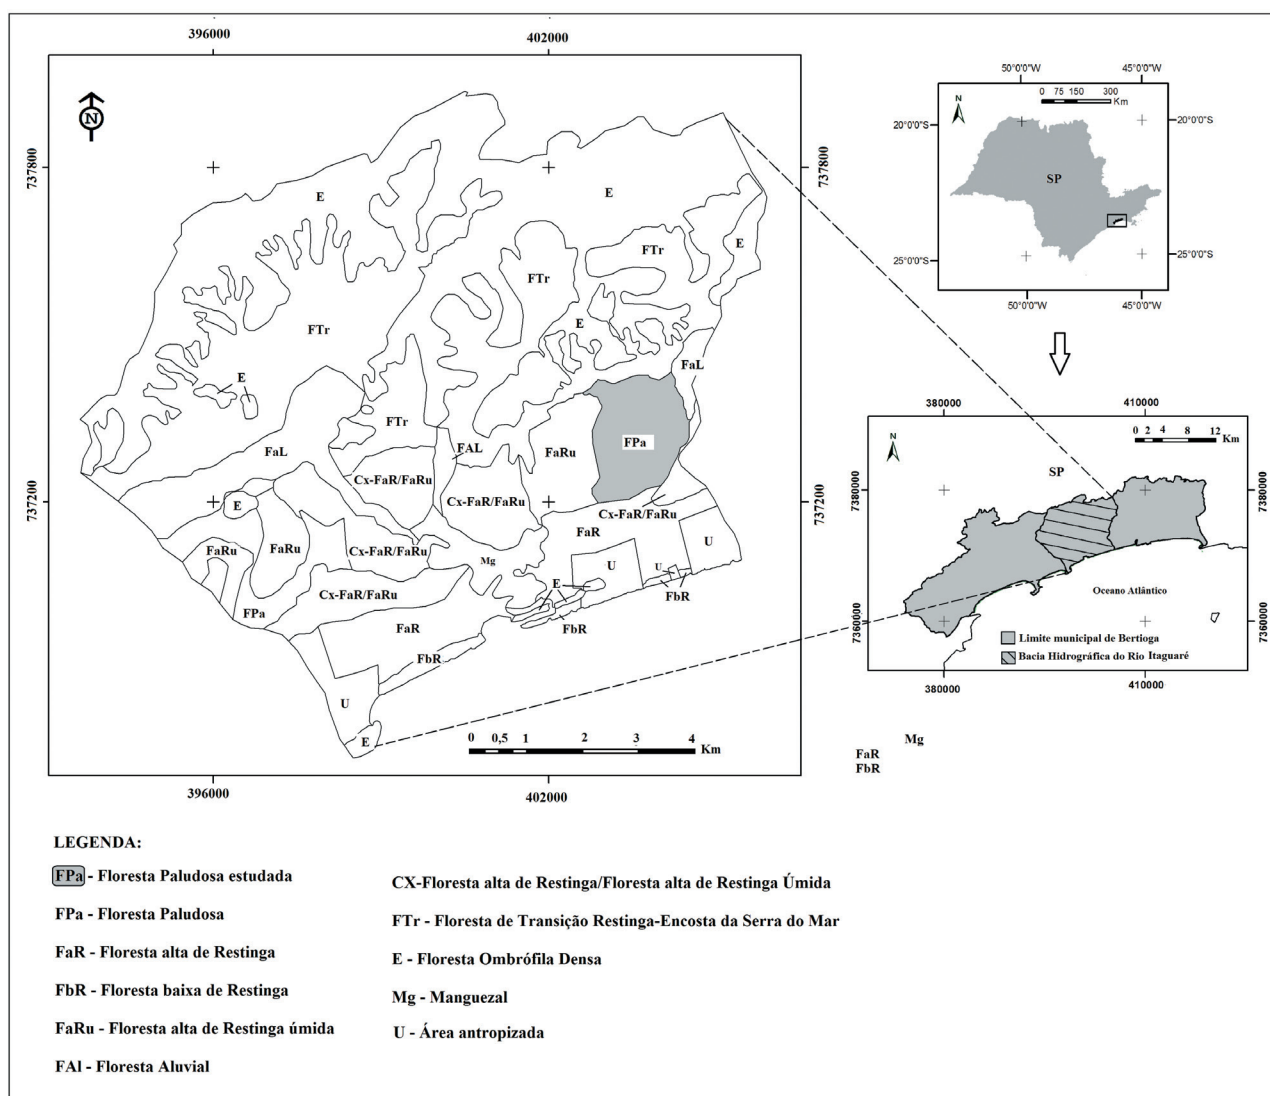 396000
402000
N
737800
737800
E
E
E
FTr
FTr
E
FTr
E
FaL
FTr
FaL
FAL
FaRu
FPa
Cx-FaR/FaRu
Cx-FaR/FaRu
737200
737200
E
Cx-FaR/FaRu
FaR
FaRu
FaRu
Cx-FaR/FaRu
Mg
U
U
U
E
Cx-FaR/FaRu
FbR
FPa
FaR
FbR
FbR
U
E
0 0,5 1 2 3 4
Km
396000
402000
50°0'0"W
45°0'0"W
0 75 150 300
Km
N
20°0'0"S
20°0'0"S
SP
25°0'0"S
25°0'0"S
50°0'0"W
45°0'0"W
380000
410000
0 2 4 8 12
Km
N
SP
7380000
7380000
Oceano Atlântico
7360000
7360000
Limite municipal de Bertioga
Bacia Hidrográfica do Rio Itaguaré
380000
410000
Mg
FaR
FbR
LEGENDA:
FPa - Floresta Paludosa estudada
FPa - Floresta Paludosa
FaR - Floresta alta de Restinga
FbR - Floresta baixa de Restinga
FaRu - Floresta alta de Restinga úmida
FAl - Floresta Aluvial
CX-Floresta alta de Restinga/Floresta alta de Restinga Úmida
FTr - Floresta de Transição Restinga-Encosta da Serra do Mar
E - Floresta Ombrófila Densa
Mg - Manguezal
U - Área antropizada